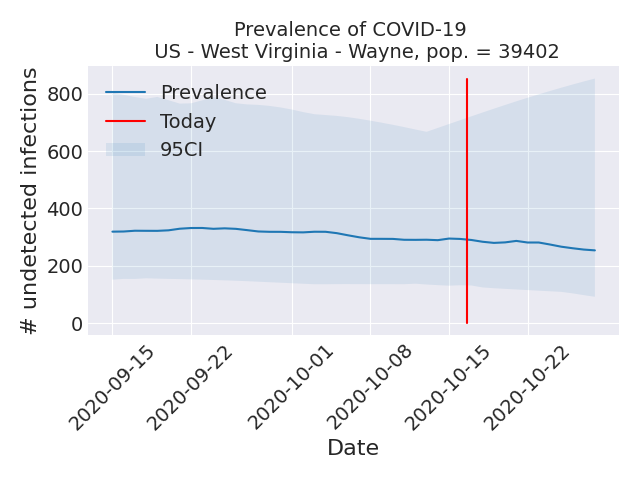 Prevalence of COVID-19
US - West Virginia - Wayne, pop. = 39402
# undetected infections
800
600
400
200
0
Prevalence
Today
95CI
2020-09-15
2020-09-22
2020-10-01
2020-10-08
2020-10-15
2020-10-22
Date